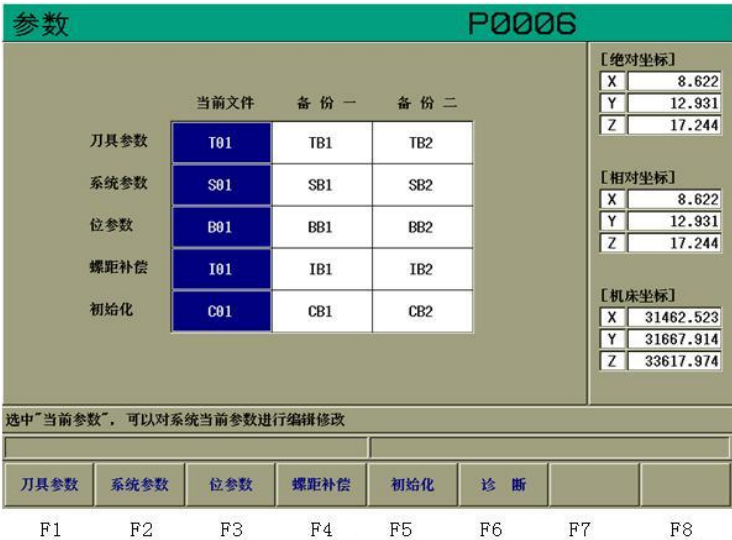 参数 P0006
当前文件 备份一 备份二
刀具参数 T01 TB1 TB2
系统参数 S01 SB1 SB2
位参数 B01 BB1 BB2
螺距补偿 I01 IB1 IB2
初始化 C01 CB1 CB2
[绝对坐标]
X 8.622
Y 12.931
Z 17.244
[相对坐标]
X 8.622
Y 12.931
Z 17.244
[机床坐标]
X 31462.523
Y 31667.914
Z 33617.974
选中"当前参数", 可以对系统当前参数进行编辑修改
刀具参数 系统参数 位参数 螺距补偿 初始化 诊断
F1 F2 F3 F4 F5 F6 F7 F8